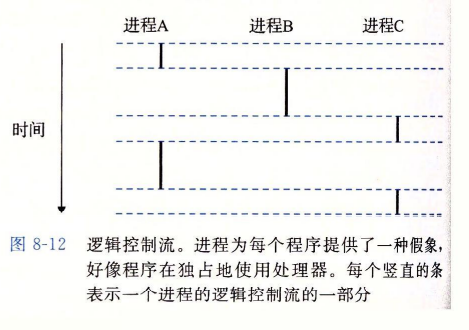 进程A 进程B 进程C
时间
图 8-12 逻辑控制流。进程为每个程序提供了一种假象，
好像程序在独占地使用处理器。每个竖直的条
表示一个进程的逻辑控制流的一部分